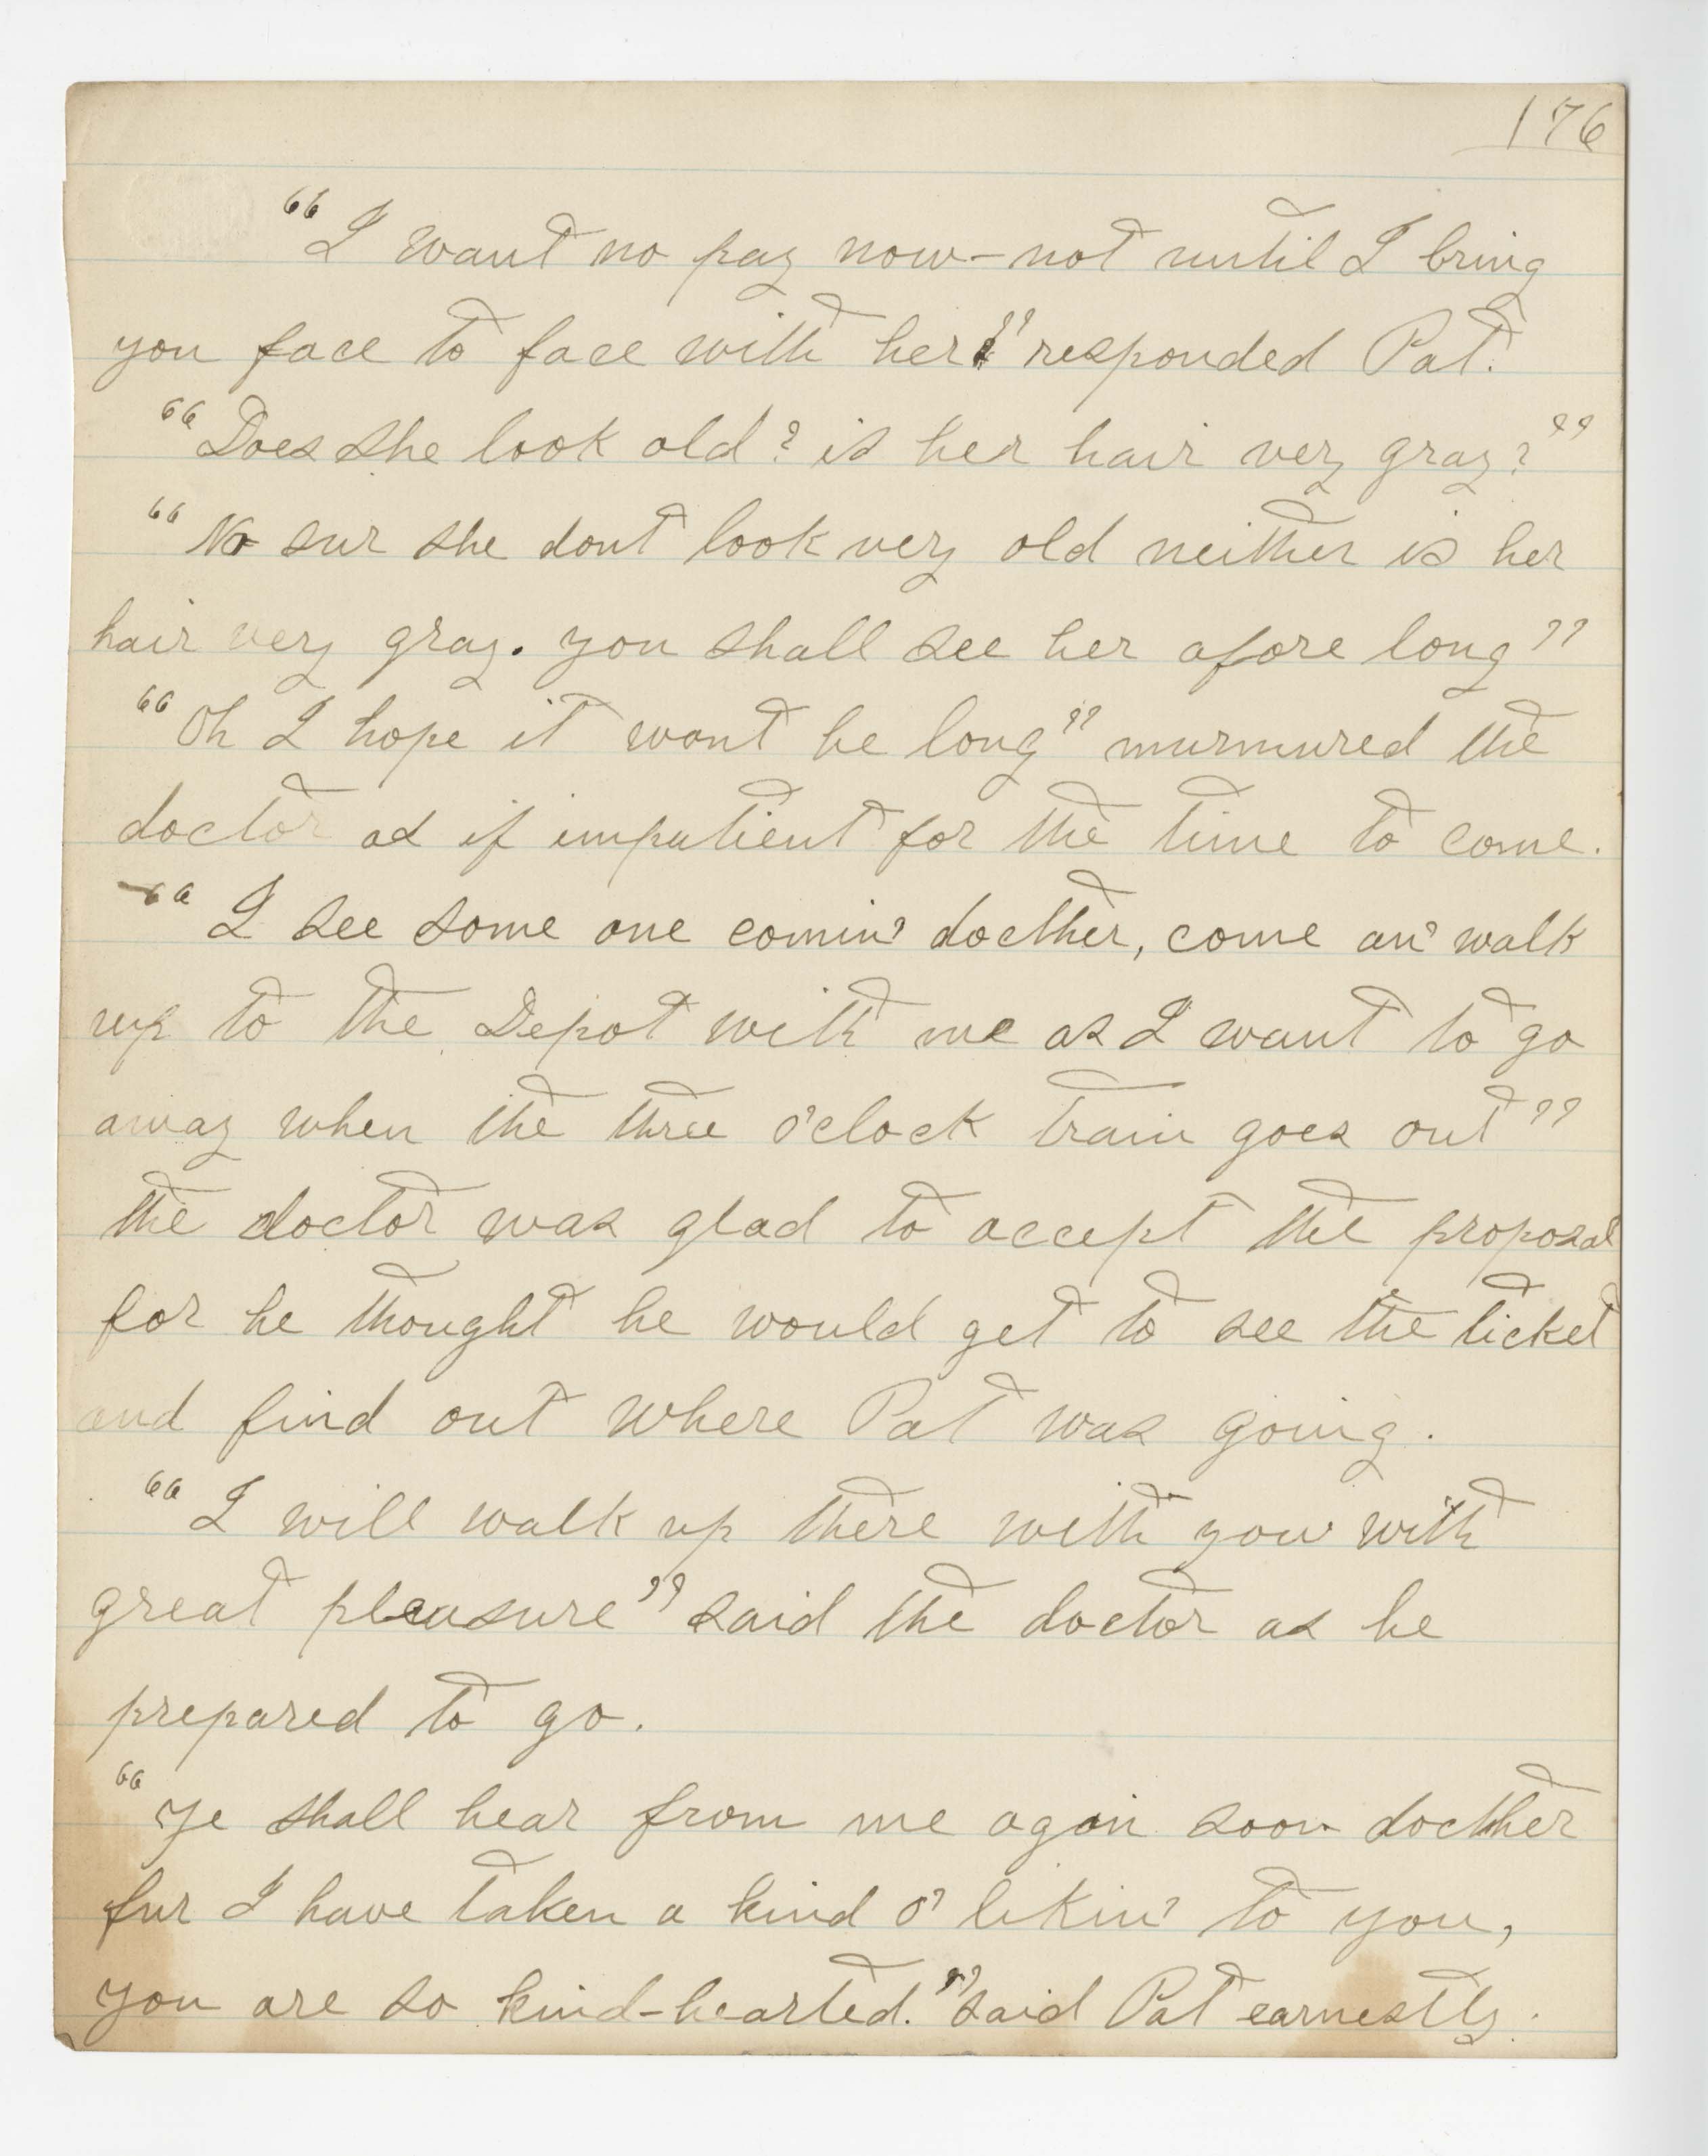 176
"I want no pay now—not until I bring
you face to face with her" responded Pat.
"Does she look old? is her hair very gray?"
"No sur she dont look very old neither is her
hair very gray. you shall see her afore long"
"Oh I hope it wont be long" murmured the
doctor as if impatient for the time to come.
"I see some one comin' docther, come an' walk
up to the Depot with me as I want to go
away when the three o'clock train goes out"
the doctor was glad to accept the proposal
for he thought he would get to see the ticket
and find out where Pat was going.
"I will walk up there with you with
great pleasure" said the doctor as he
prepared to go.
"Ye shall hear from me again soon docther
fur I have taken a kind o' likin' to you,
you are so kind-hearted." said Pat earnestly.